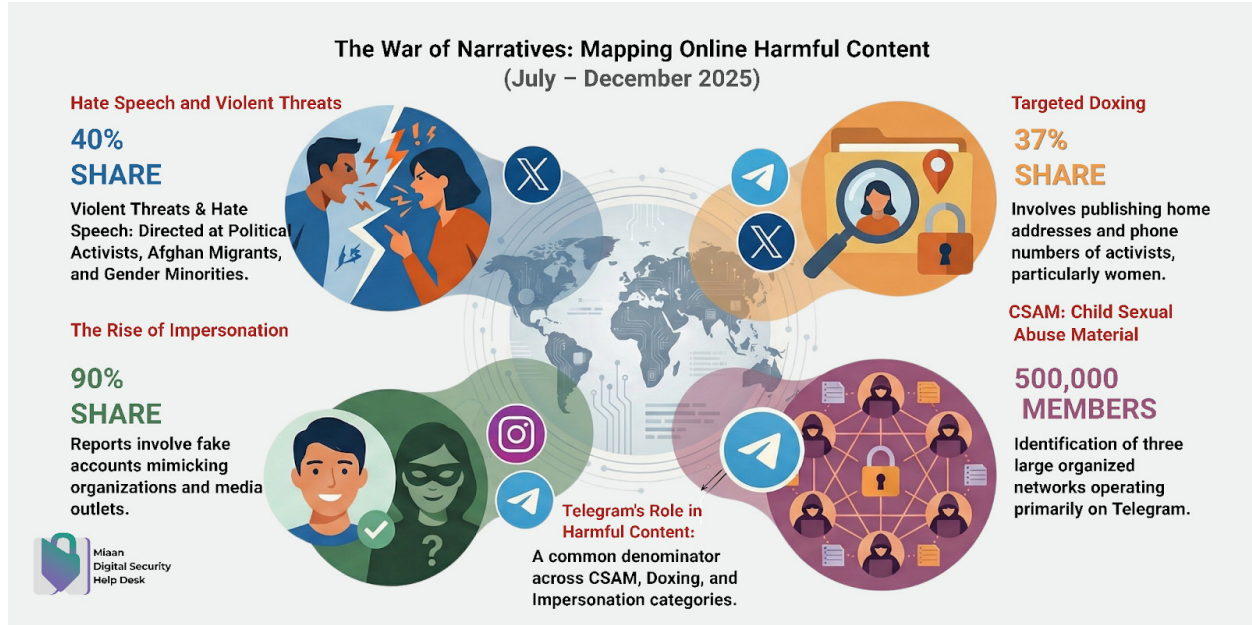 The War of Narratives: Mapping Online Harmful Content
(July – December 2025)
Hate Speech and Violent Threats
40%
SHARE
Violent Threats & Hate
Speech: Directed at Political
Activists, Afghan Migrants,
and Gender Minorities.
Targeted Doxing
37%
SHARE
Involves publishing home
addresses and phone
numbers of activists,
particularly women.
The Rise of Impersonation
90%
SHARE
Reports involve fake
accounts mimicking
organizations and media
outlets.
CSAM: Child Sexual
Abuse Material
500,000
MEMBERS
Identification of three
large organized
networks operating
primarily on Telegram.
Telegram's Role in
Harmful Content:
A common denominator
across CSAM, Doxing, and
Impersonation categories.
Miaan
Digital Security
Help Desk